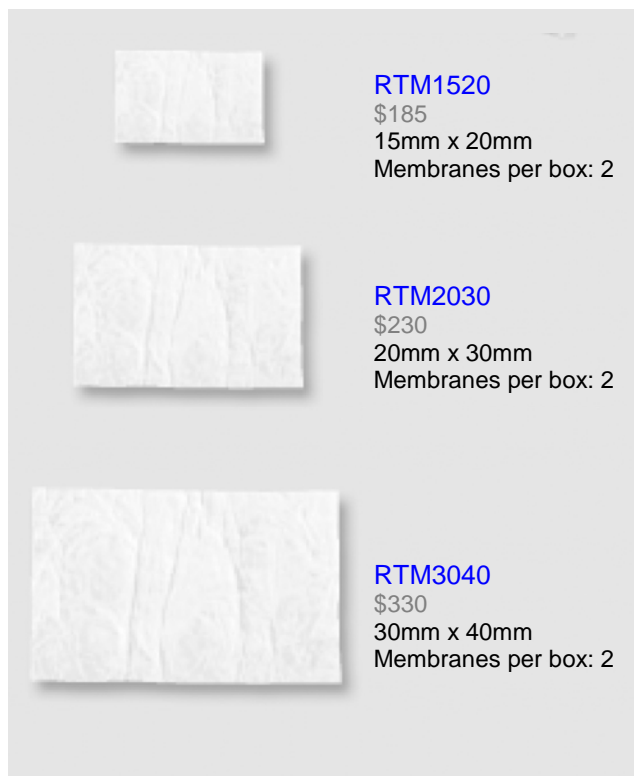 RTM1520
$185
15mm x 20mm
Membranes per box: 2
RTM2030
$230
20mm x 30mm
Membranes per box: 2
RTM3040
$330
30mm x 40mm
Membranes per box: 2